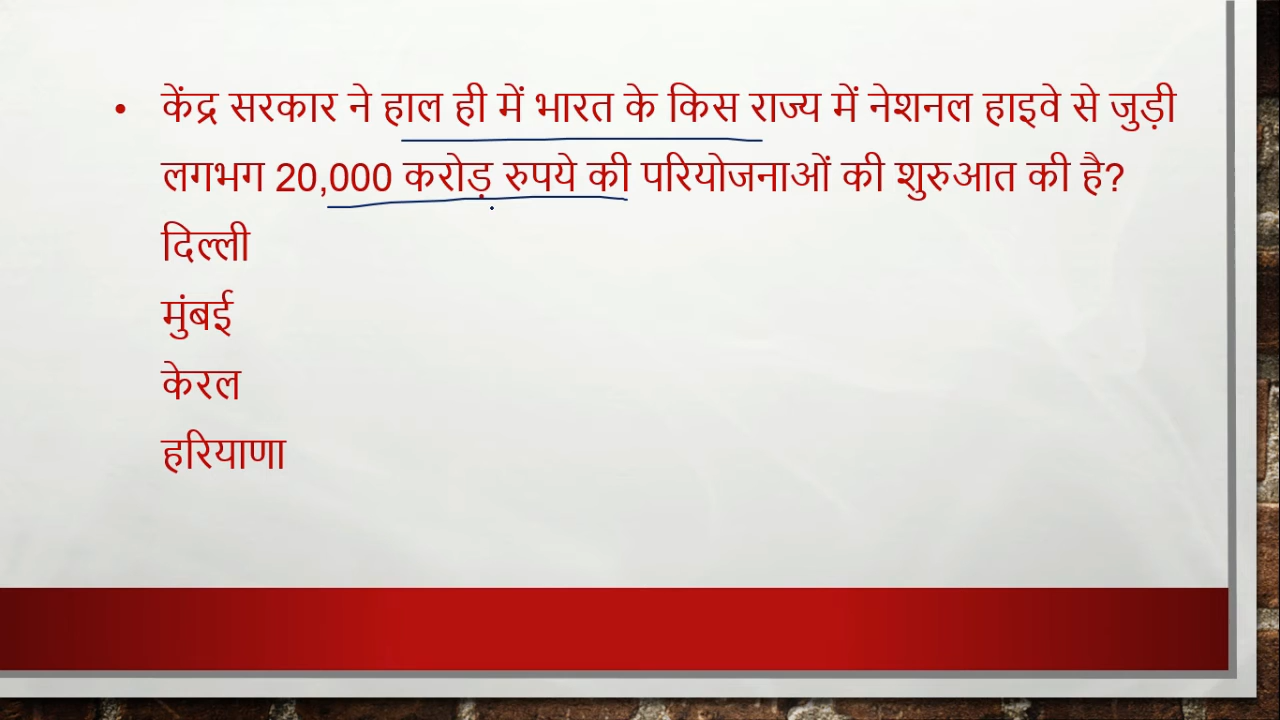 • केंद्र सरकार ने हाल ही में भारत के किस राज्य में नेशनल हाइवे से जुड़ी
लगभग 20,000 करोड़ रुपये की परियोजनाओं की शुरुआत की है?
दिल्ली
मुंबई
केरल
हरियाणा